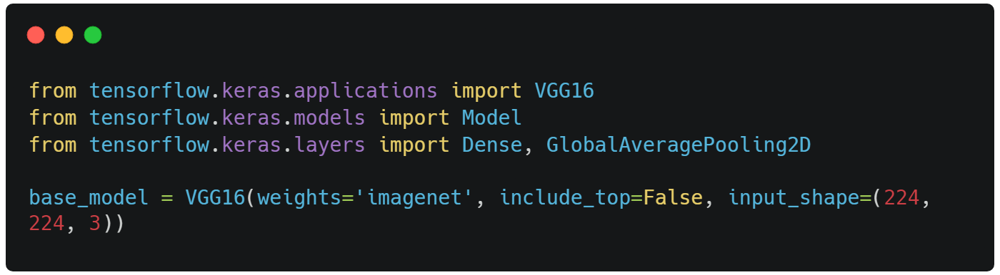 from tensorflow.keras.applications import VGG16
from tensorflow.keras.models import Model
from tensorflow.keras.layers import Dense, GlobalAveragePooling2D
base_model = VGG16(weights='imagenet', include_top=False, input_shape=(224,
224, 3))